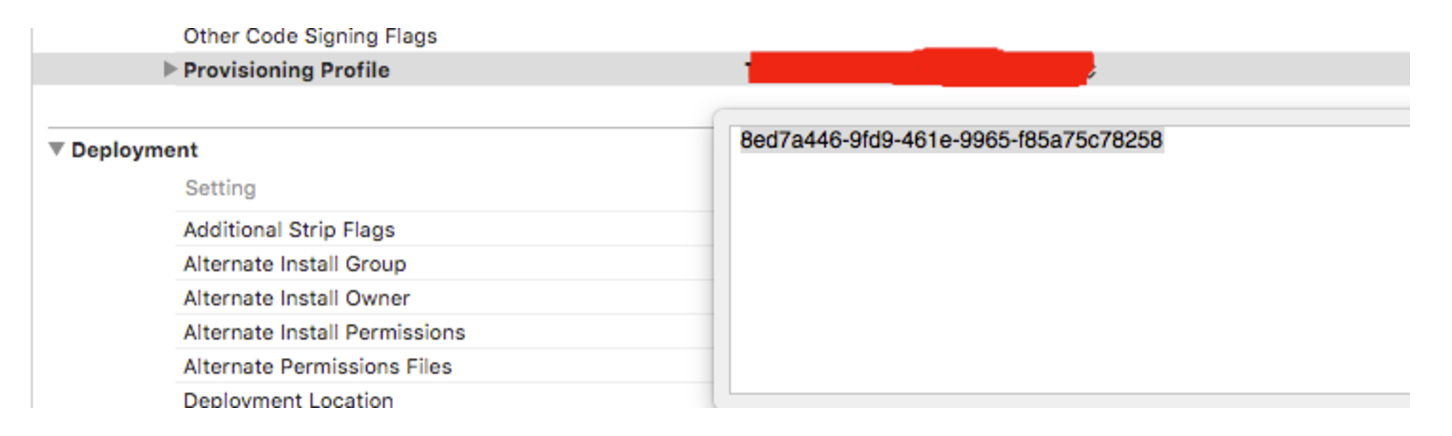 Other Code Signing Flags
Provisioning Profile
8ed7a446-9fd9-461e-9965-f85a75c78258
Deployment
Setting
Additional Strip Flags
Alternate Install Group
Alternate Install Owner
Alternate Install Permissions
Alternate Permissions Files
Deployment Location